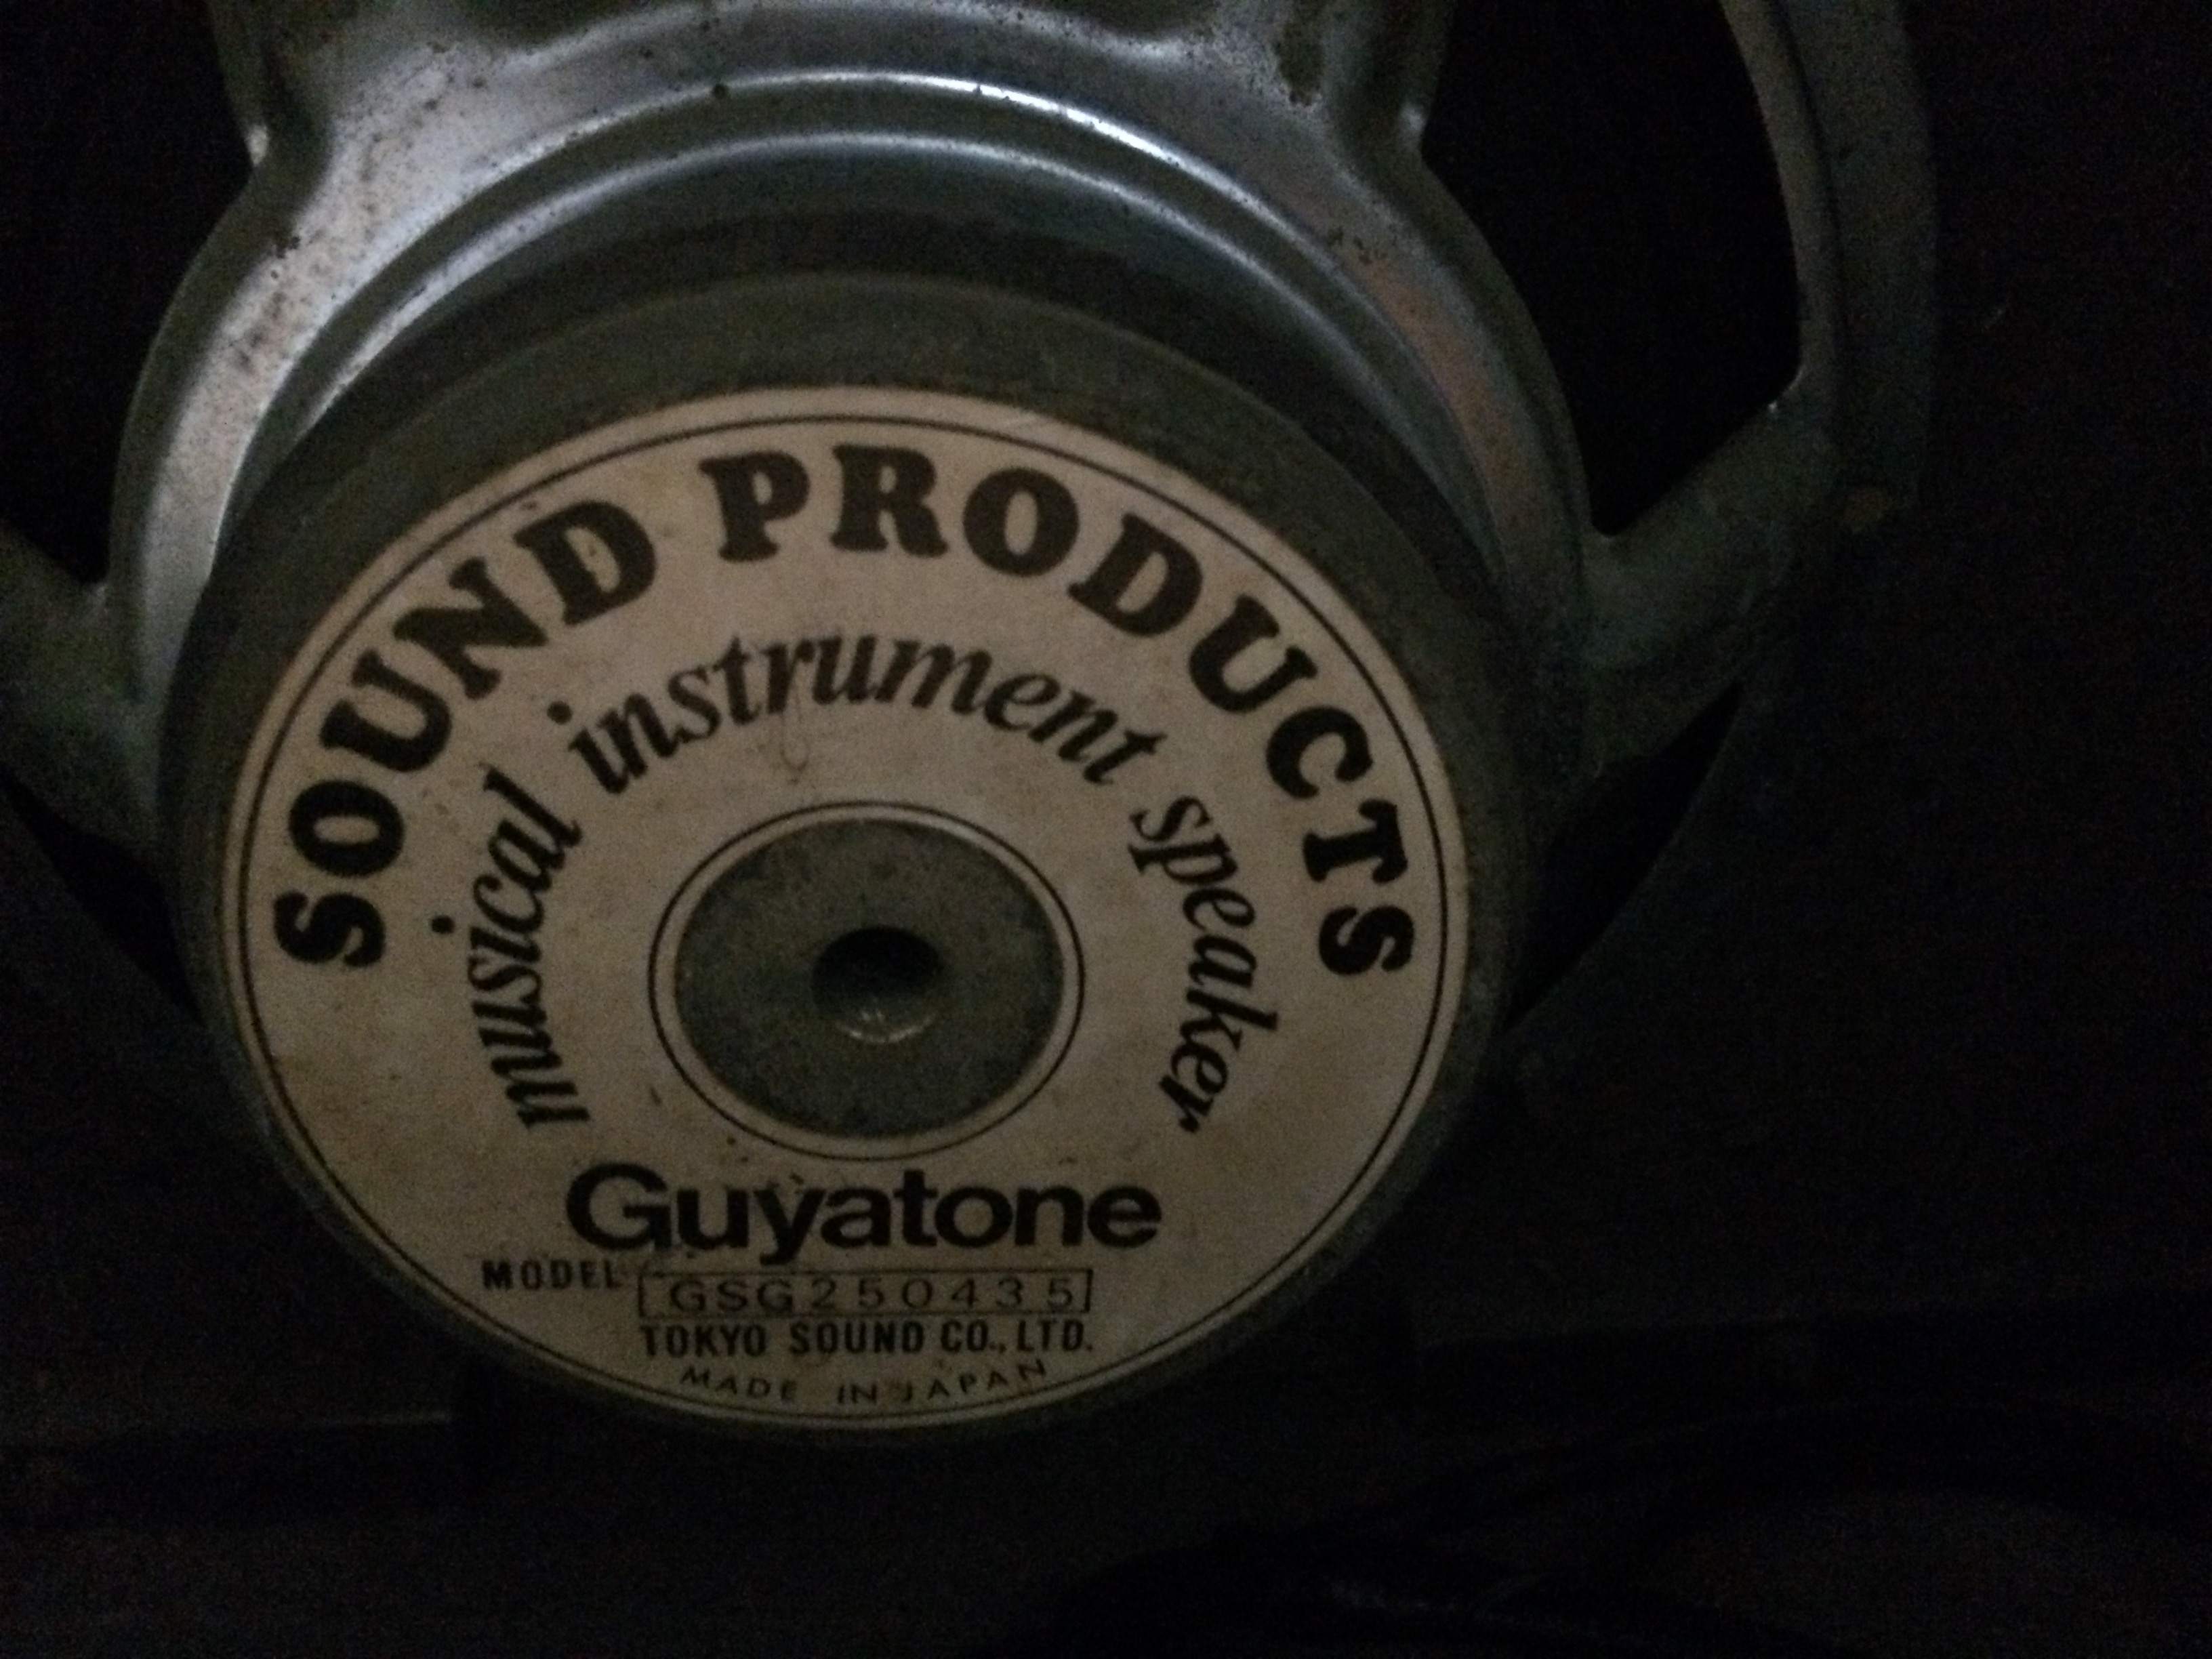 SOUND PRODUCTS
musical instrument speaker
Guyatone
MODEL GSG250435
TOKYO SOUND CO., LTD.
MADE IN JAPAN